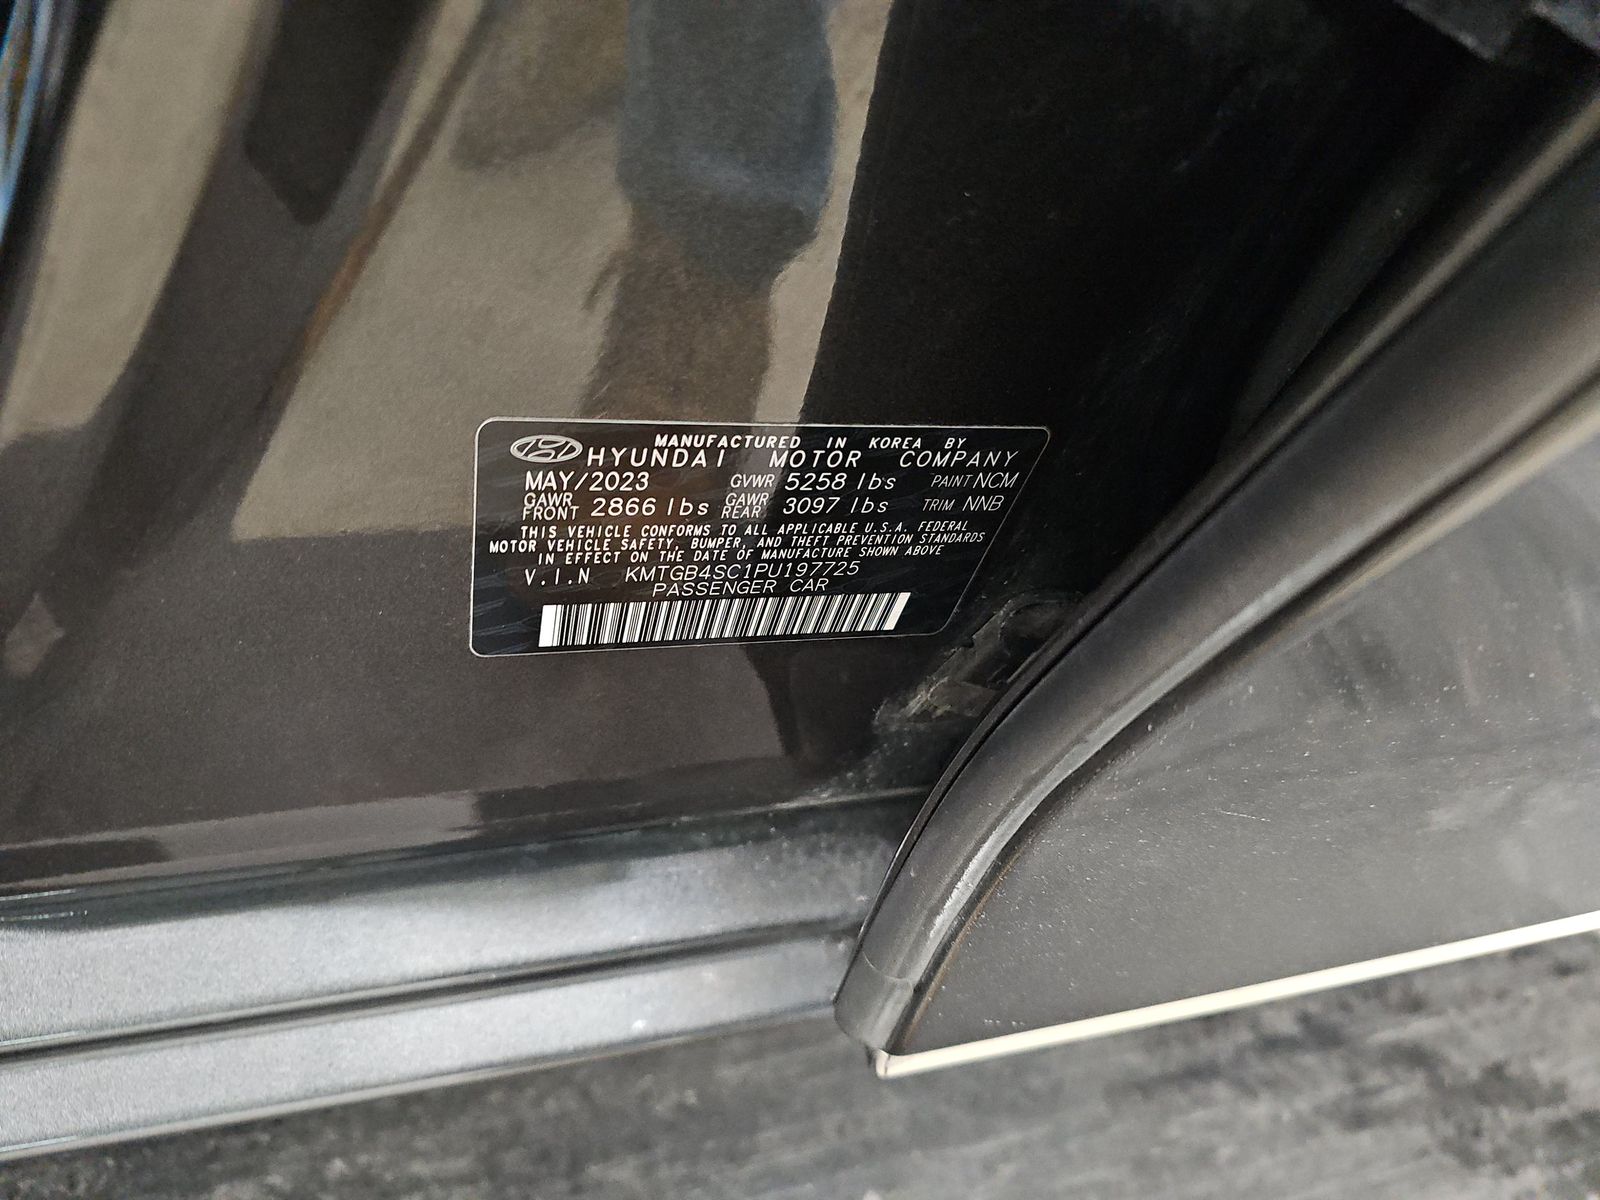 MANUFACTURED IN KOREA BY
HYUNDAI MOTOR COMPANY
MAY/2023 GVWR 5258 lbs PAINT NCM
GAWR FRONT 2866 lbs GAWR REAR 3097 lbs TRIM NNB
THIS VEHICLE CONFORMS TO ALL APPLICABLE U.S.A. FEDERAL
MOTOR VEHICLE SAFETY, BUMPER, AND THEFT PREVENTION STANDARDS
IN EFFECT ON THE DATE OF MANUFACTURE SHOWN ABOVE
V.I.N KMTGB4SC1PU197725
PASSENGER CAR